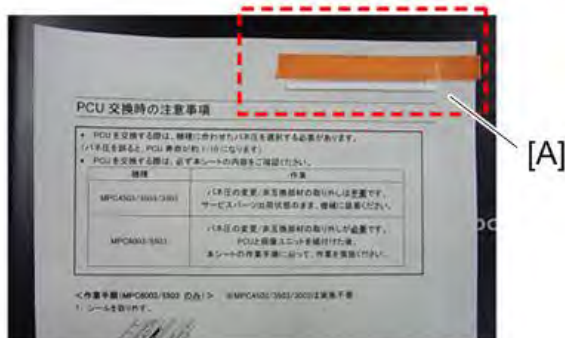 [A]
PCU 交換時の注意事項
• PCU を交換する際は、機種に合わせたバネ圧を選択する必要があります。
(バネ圧を誤ると、PCU 寿命が約 1/10 になります)
• PCU を交換する際は、必ず本シートの内容をご確認ください。
機種 作業
MPC4503/3503/3003 バネ圧の変更/非互換部材の取り外しは不要です。
サービスパーツ出荷状態のまま、機械に装着ください。
MPC6003/5503 バネ圧の変更/非互換部材の取り外しが必要です。
PCUと現像ユニットを組付けた後、
本シートの作業手順に沿って、作業を実施ください。
<作業手順(MPC6003/5503 のみ)> ※MPC4503/3503/3003は実施不要
1. シールを取り外す。